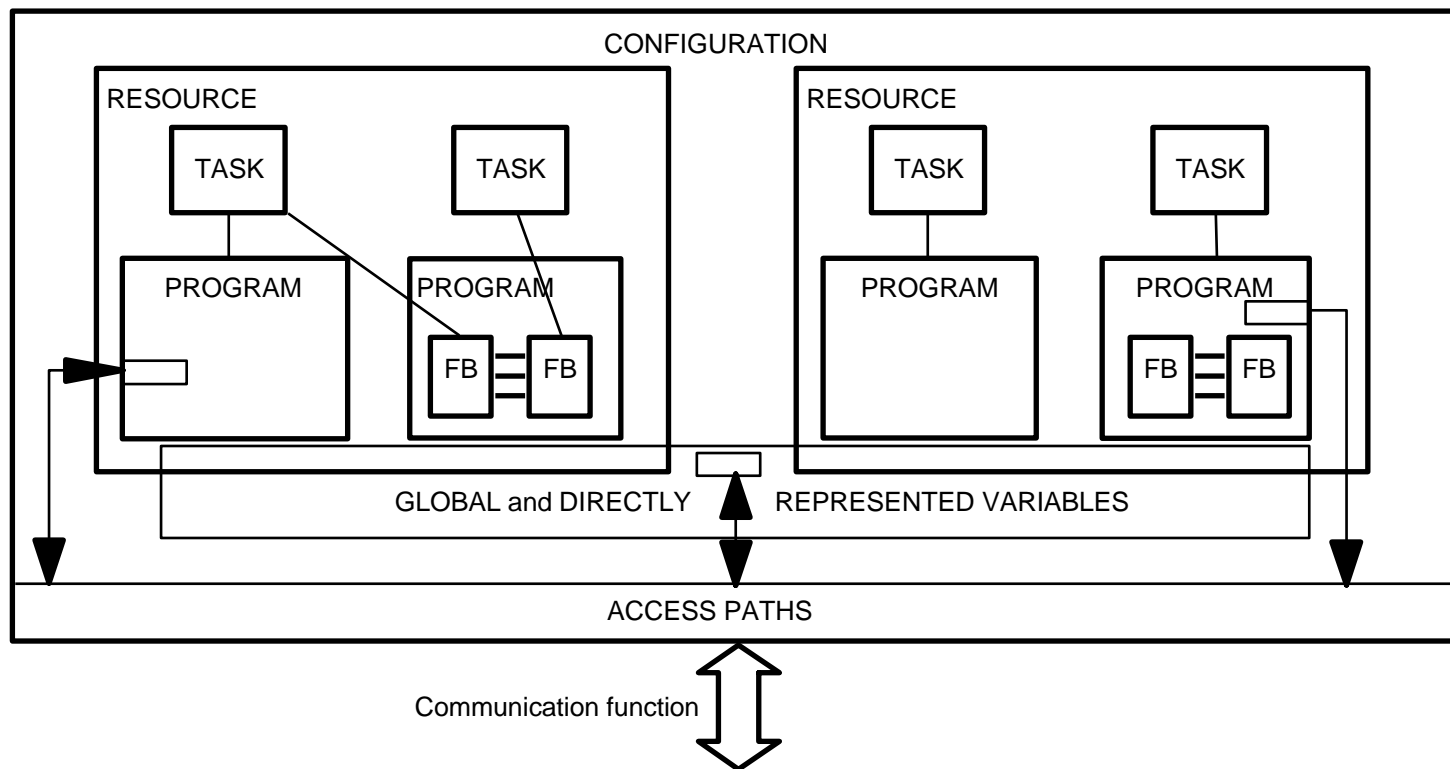 CONFIGURATION
RESOURCE
RESOURCE
TASK
TASK
TASK
TASK
PROGRAM
PROGRAM
PROGRAM
PROGRAM
FB
FB
FB
FB
GLOBAL and DIRECTLY
REPRESENTED VARIABLES
ACCESS PATHS
Communication function